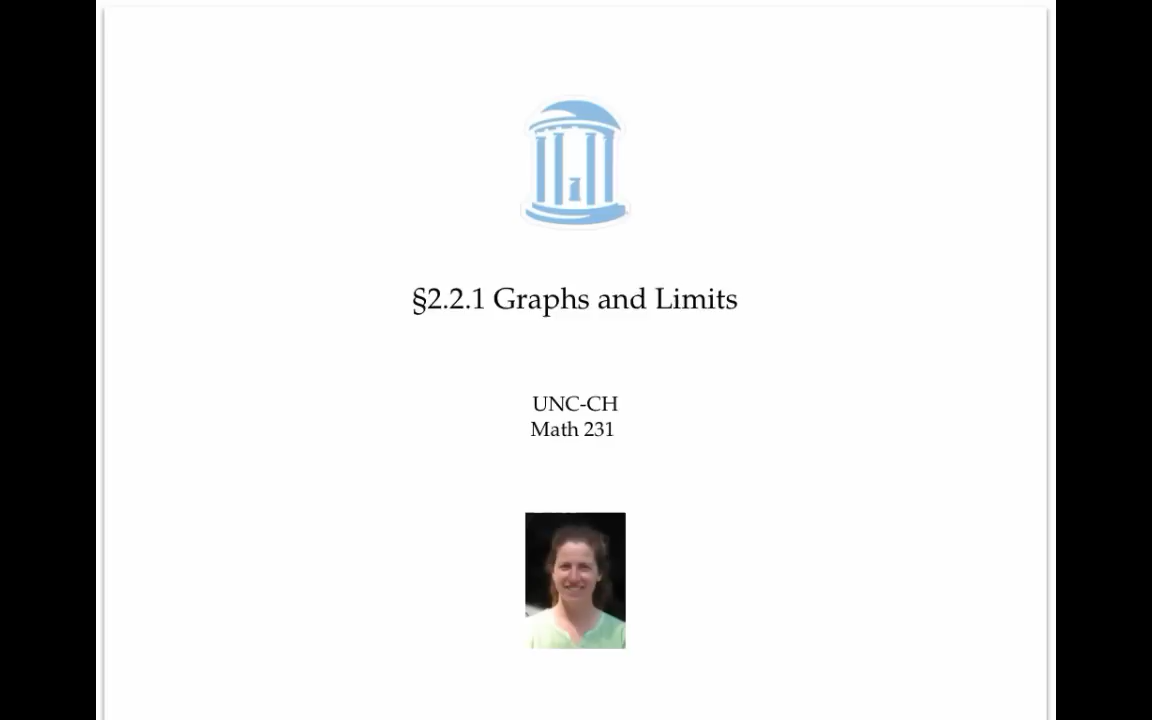 §2.2.1 Graphs and Limits
UNC-CH
Math 231